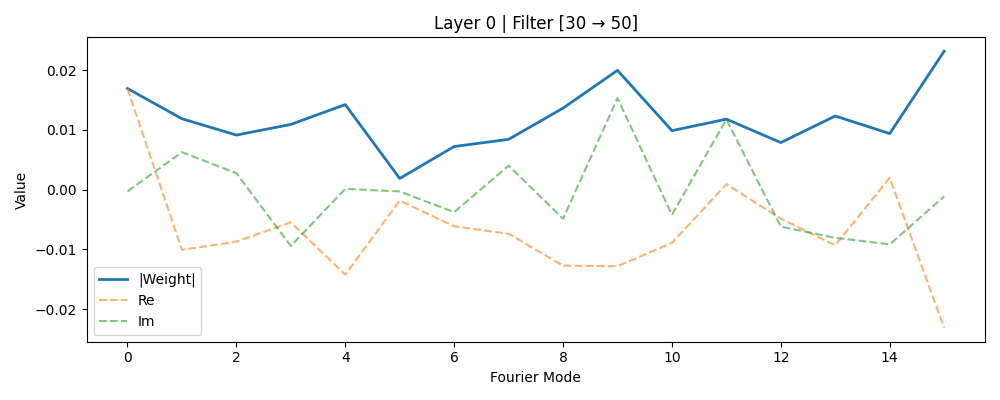 Layer 0 | Filter [30 → 50]
Value
0.02
0.01
0.00
−0.01
−0.02
|Weight|
Re
Im
0 2 4 6 8 10 12 14
Fourier Mode